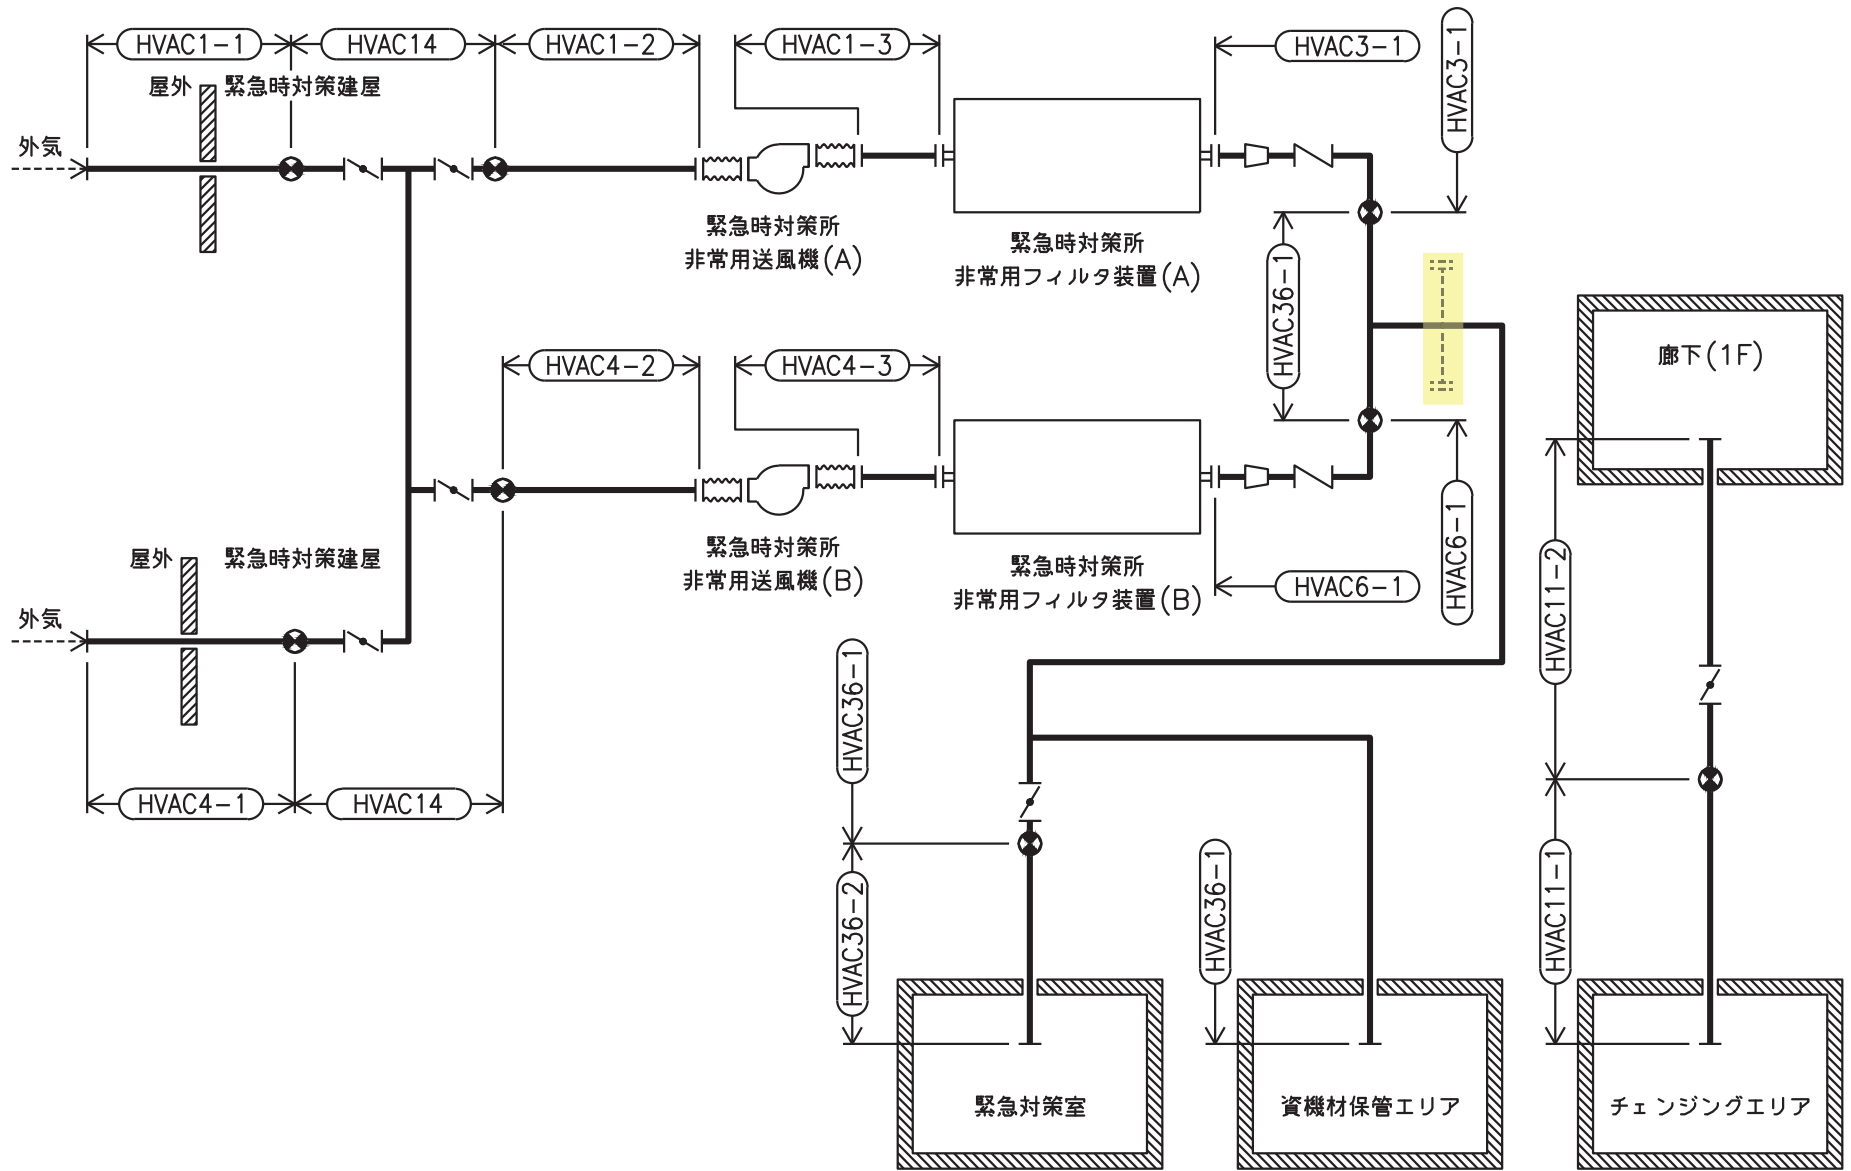 HVAC1-1
HVAC14
HVAC1-2
HVAC1-3
HVAC3-1
HVAC3-1
屋外
緊急時対策建屋
外気
緊急時対策所
非常用送風機(A)
緊急時対策所
非常用フィルタ装置(A)
HVAC36-1
廊下(1F)
HVAC4-2
HVAC4-3
緊急時対策所
非常用送風機(B)
緊急時対策所
非常用フィルタ装置(B)
HVAC6-1
HVAC6-1
HVAC11-2
屋外
緊急時対策建屋
外気
HVAC4-1
HVAC14
HVAC36-1
HVAC36-2
HVAC36-1
HVAC11-1
緊急対策室
資機材保管エリア
チェンジングエリア